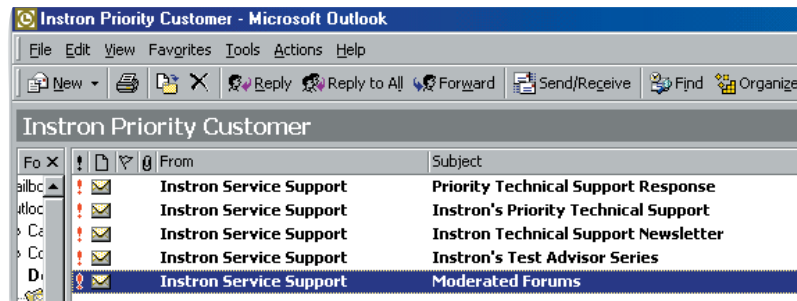 Instron Priority Customer - Microsoft Outlook
File Edit View Favorites Tools Actions Help
New Reply Reply to All Forward Send/Receive Find Organize
Instron Priority Customer
Fo X ! From Subject
Instron Service Support Priority Technical Support Response
Instron Service Support Instron's Priority Technical Support
Instron Service Support Instron Technical Support Newsletter
Instron Service Support Instron's Test Advisor Series
Instron Service Support Moderated Forums